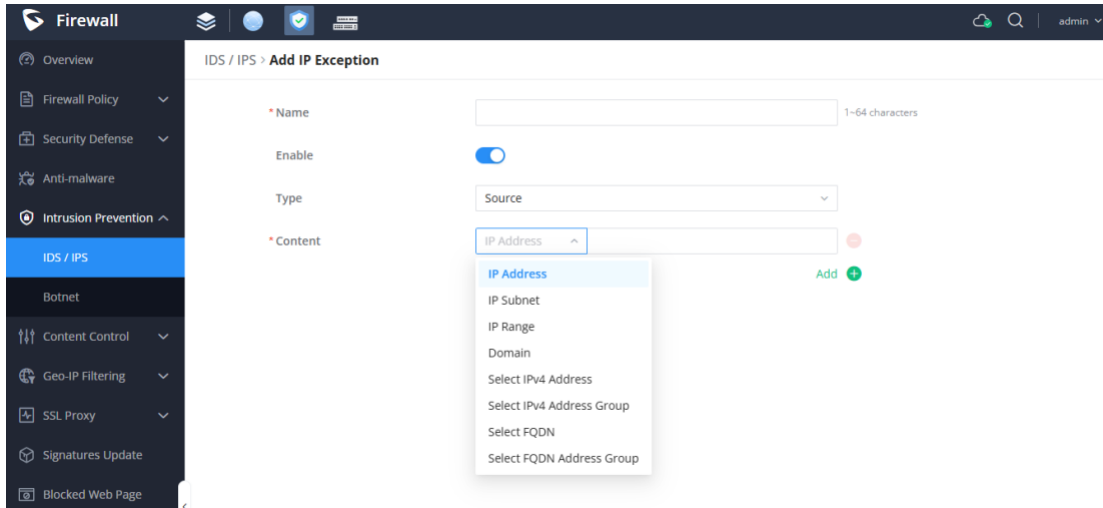 Firewall
admin
Overview
Firewall Policy
Security Defense
Anti-malware
Intrusion Prevention
IDS / IPS
Botnet
Content Control
Geo-IP Filtering
SSL Proxy
Signatures Update
Blocked Web Page
IDS / IPS > Add IP Exception
* Name
1~64 characters
Enable
Type
Source
* Content
IP Address
IP Address
IP Subnet
IP Range
Domain
Select IPv4 Address
Select IPv4 Address Group
Select FQDN
Select FQDN Address Group
Add